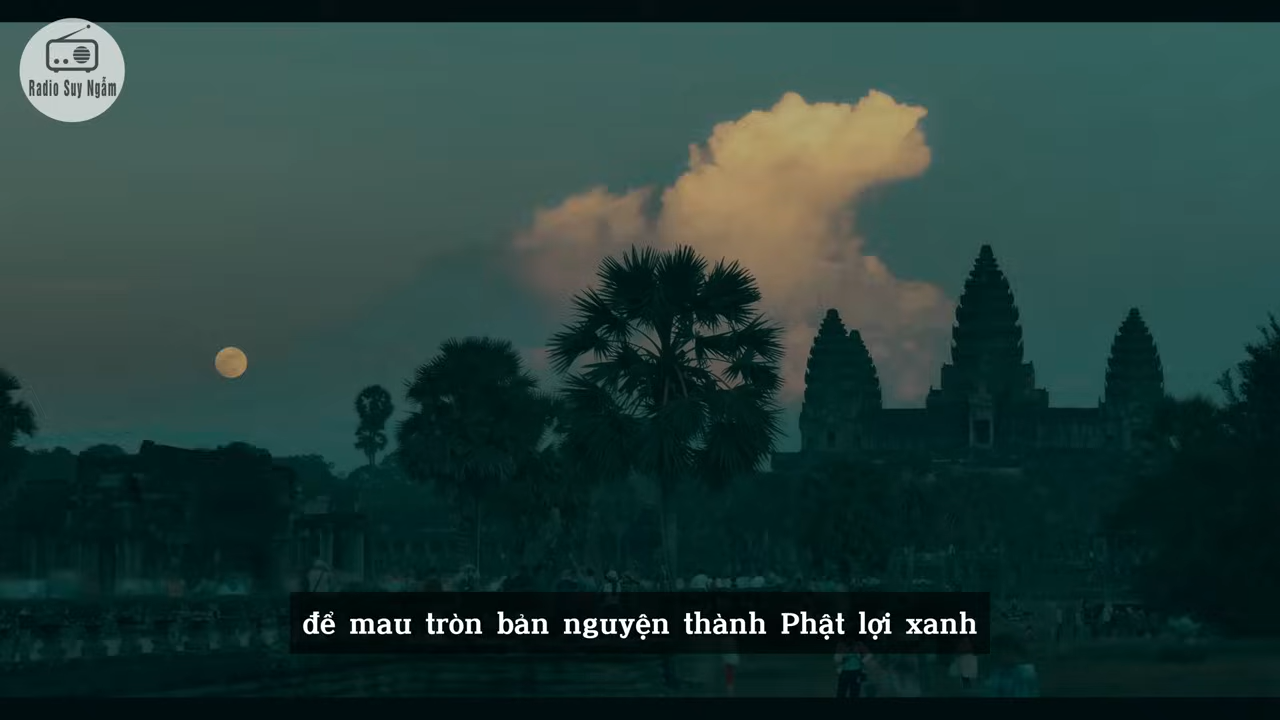 Radio Suy Ngẫm
để mau tròn bản nguyện thành Phật lợi xanh